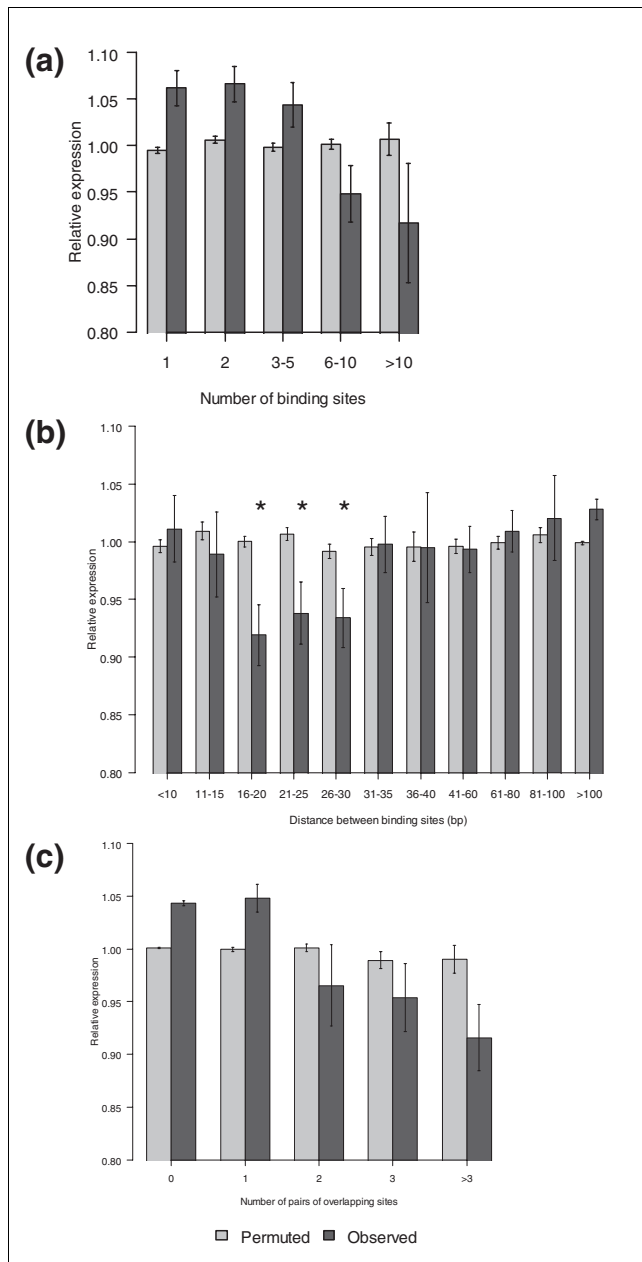 (a)
1.10
1.05
1.00
0.95
0.90
0.85
0.80
Relative expression
1 2 3-5 6-10 >10
Number of binding sites
(b)
1.10
1.05
1.00
0.95
0.90
0.85
0.80
Relative expression
* * *
<10 11-15 16-20 21-25 26-30 31-35 36-40 41-60 61-80 81-100 >100
Distance between binding sites (bp)
(c)
1.10
1.05
1.00
0.95
0.90
0.85
0.80
Relative expression
0 1 2 3 >3
Number of pairs of overlapping sites
Permuted Observed